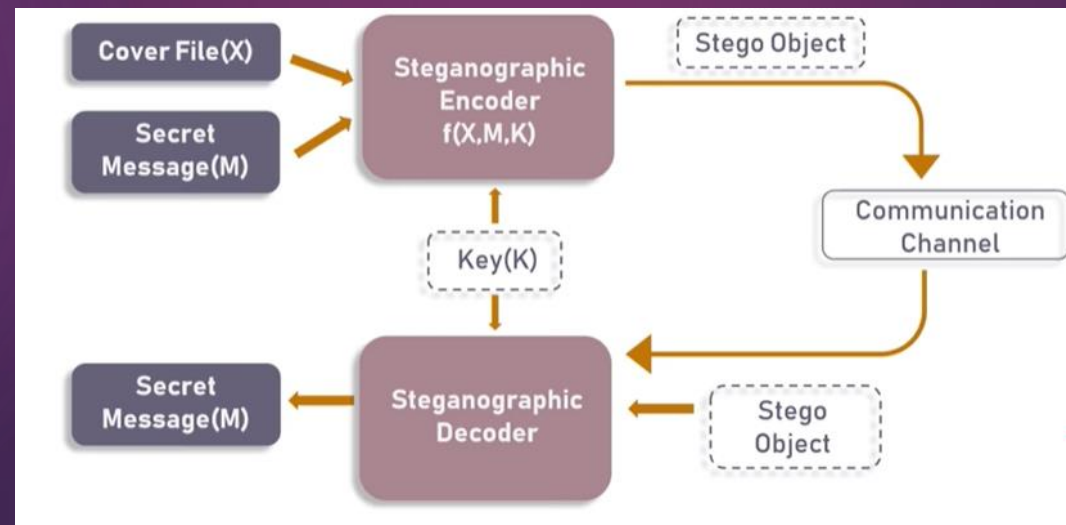 Cover File(X)
Secret
Message(M)
Steganographic
Encoder
f(X,M,K)
Stego Object
Communication
Channel
Key(K)
Secret
Message(M)
Steganographic
Decoder
Stego
Object